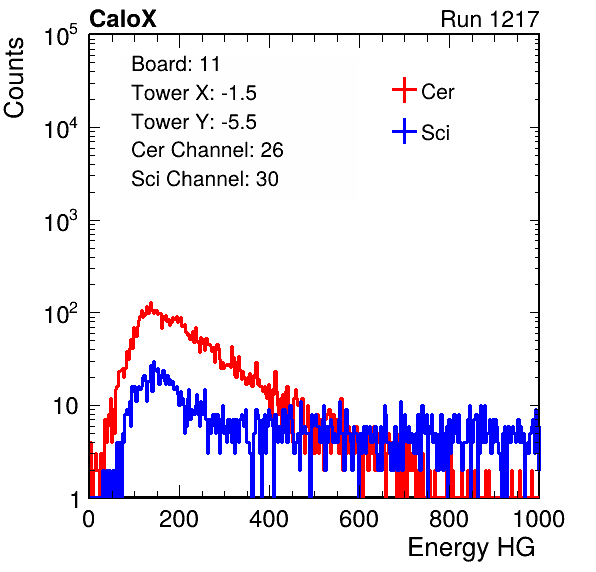 CaloX Run 1217
Counts
10^5
10^4
10^3
10^2
10
1
Board: 11
Tower X: -1.5
Tower Y: -5.5
Cer Channel: 26
Sci Channel: 30
Cer
Sci
0 200 400 600 800 1000
Energy HG